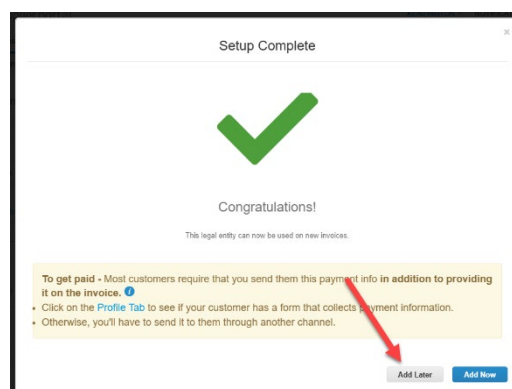 Setup Complete
×
Congratulations!
This legal entity can now be used on new invoices.
To get paid - Most customers require that you send them this payment info in addition to providing
it on the invoice. i
• Click on the Profile Tab to see if your customer has a form that collects payment information.
• Otherwise, you'll have to send it to them through another channel.
Add Later
Add Now